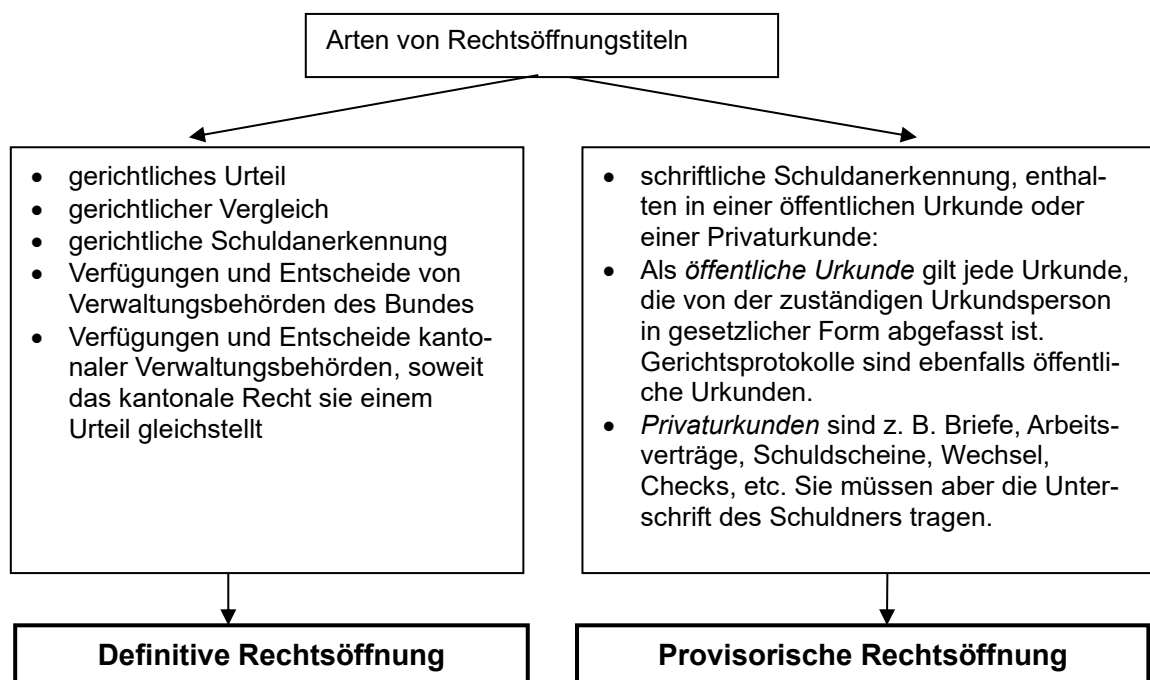 Arten von Rechtsöffnungstiteln
• gerichtliches Urteil
• gerichtlicher Vergleich
• gerichtliche Schuldanerkennung
• Verfügungen und Entscheide von
Verwaltungsbehörden des Bundes
• Verfügungen und Entscheide kanto-
naler Verwaltungsbehörden, soweit
das kantonale Recht sie einem
Urteil gleichstellt
• schriftliche Schuldanerkennung, enthal-
ten in einer öffentlichen Urkunde oder
einer Privaturkunde:
• Als öffentliche Urkunde gilt jede Urkunde,
die von der zuständigen Urkundsperson
in gesetzlicher Form abgefasst ist.
Gerichtsprotokolle sind ebenfalls öffentli-
che Urkunden.
• Privaturkunden sind z. B. Briefe, Arbeits-
verträge, Schuldscheine, Wechsel,
Checks, etc. Sie müssen aber die Unter-
schrift des Schuldners tragen.
Definitive Rechtsöffnung
Provisorische Rechtsöffnung